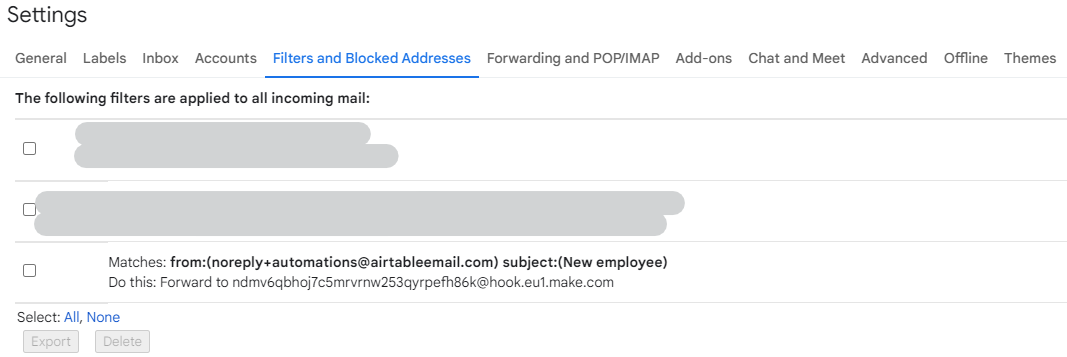 Settings
General Labels Inbox Accounts Filters and Blocked Addresses Forwarding and POP/IMAP Add-ons Chat and Meet Advanced Offline Themes
The following filters are applied to all incoming mail:
Matches: from:(noreply+automations@airtableemail.com) subject:(New employee)
Do this: Forward to ndmv6qbhoj7c5mrvrnw253qyrpefh86k@hook.eu1.make.com
Select: All, None
Export Delete